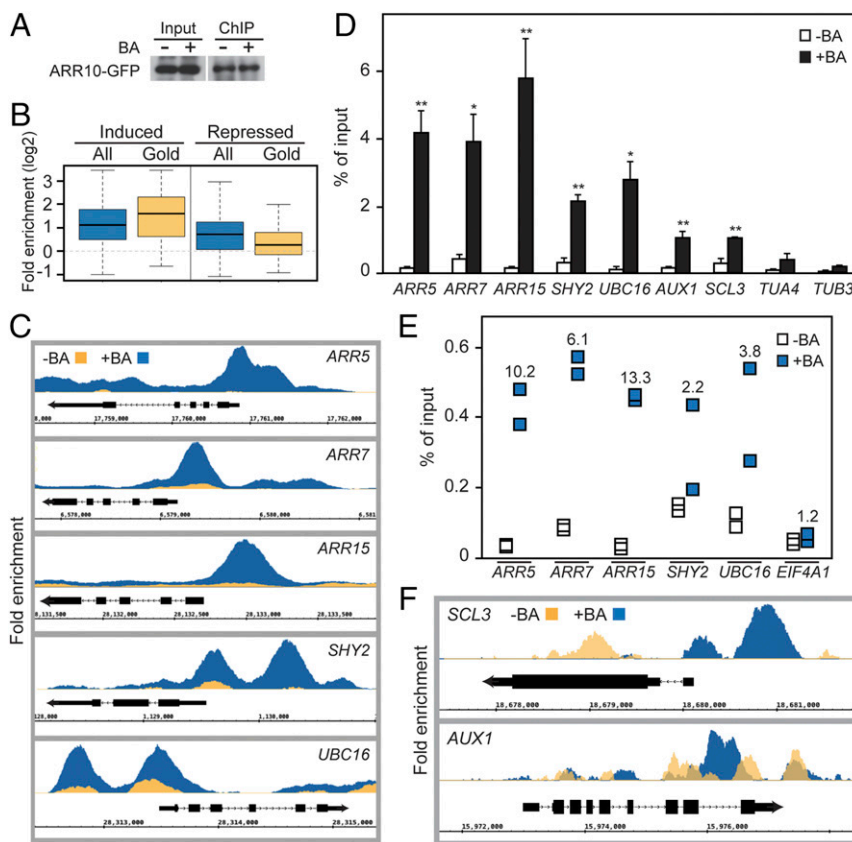 A
Input ChIP
BA - + - +
ARR10-GFP
B
Induced Repressed
All Gold All Gold
Fold enrichment (log2)
3
2
1
0
-1
C
Fold enrichment
-BA +BA
ARR5
17,759,000 17,760,000 17,761,000 17,762,000
ARR7
6,578,000 6,579,000 6,580,000 6,581
ARR15
28,131,500 28,132,000 28,132,500 28,133,000 28,133,500
SHY2
1,129,000 1,130,000
UBC16
28,313,000 28,314,000 28,315,000
D
% of input
-BA
+BA
6
4
2
0
** * ** ** * ** **
ARR5 ARR7 ARR15 SHY2 UBC16 AUX1 SCL3 TUA4 TUB3
E
% of input
-BA
+BA
0.6
0.4
0.2
0
10.2 6.1 13.3 2.2 3.8 1.2
ARR5 ARR7 ARR15 SHY2 UBC16 EIF4A1
F
Fold enrichment
SCL3 -BA +BA
18,678,000 18,679,000 18,680,000 18,681,000
AUX1
15,972,000 15,974,000 15,976,000